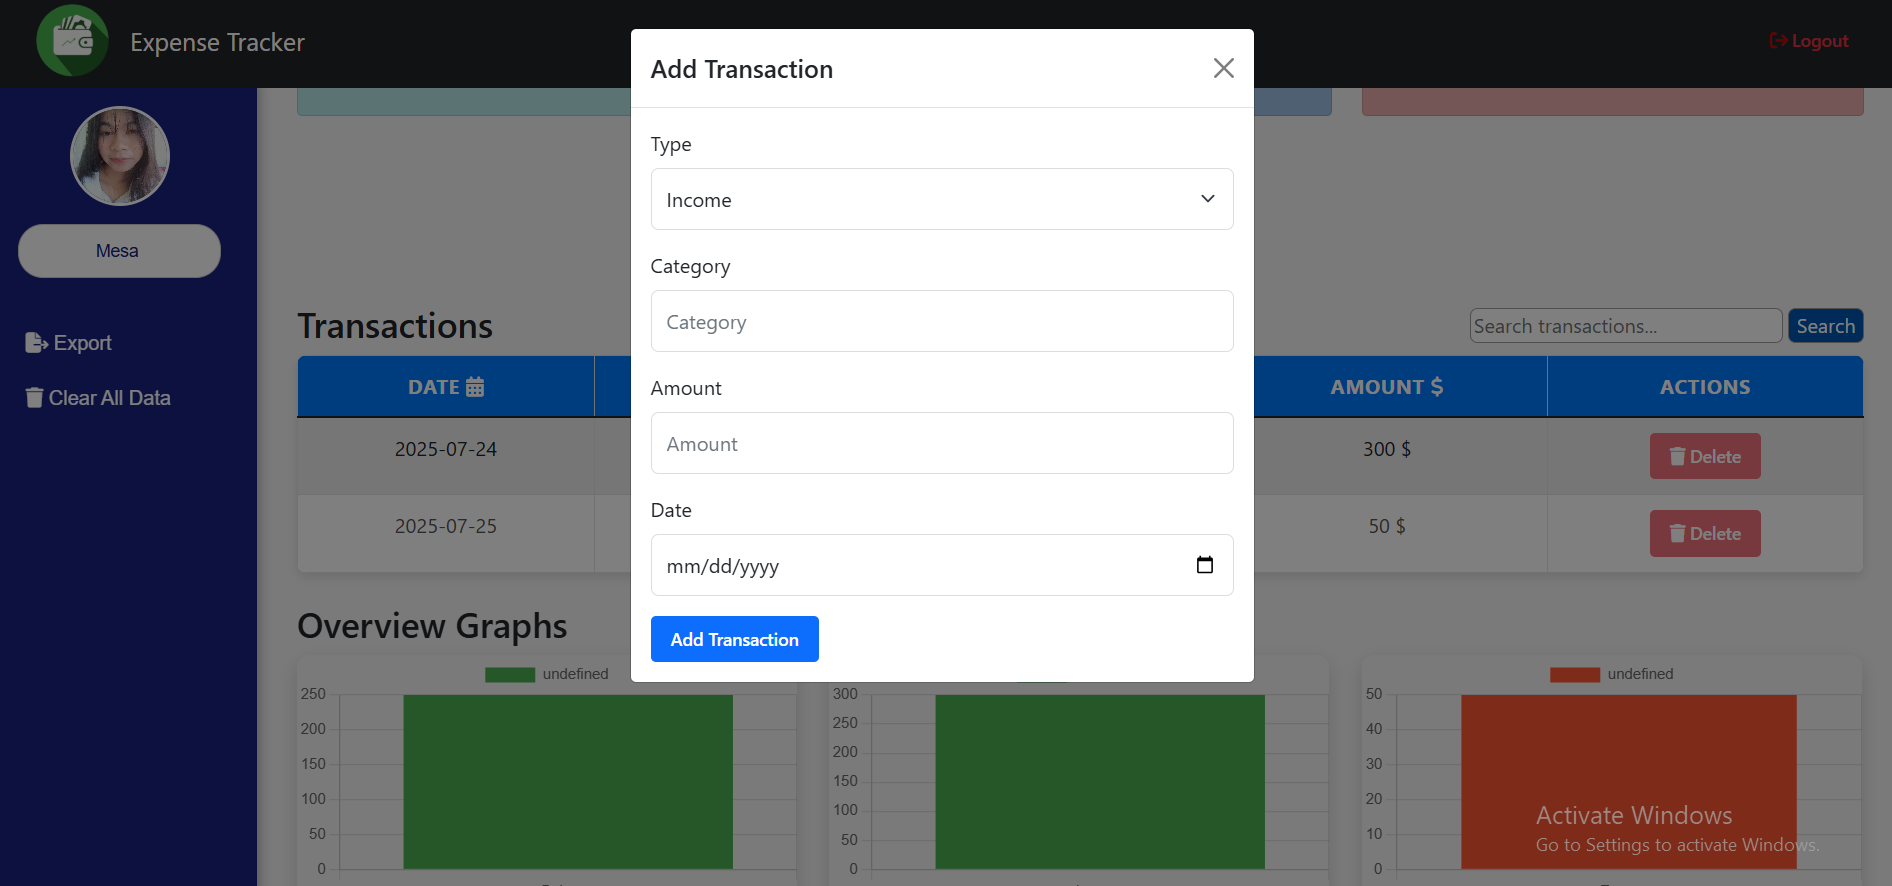 Expense Tracker
Logout
Mesa
Export
Clear All Data
Add Transaction
Type
Income
Category
Category
Amount
Amount
Date
mm/dd/yyyy
Add Transaction
Transactions
Search transactions...
Search
DATE
AMOUNT $
ACTIONS
2025-07-24
300 $
Delete
2025-07-25
50 $
Delete
Overview Graphs
undefined
250
200
150
100
50
0
300
250
200
150
100
50
0
undefined
50
40
30
20
10
0
Activate Windows
Go to Settings to activate Windows.